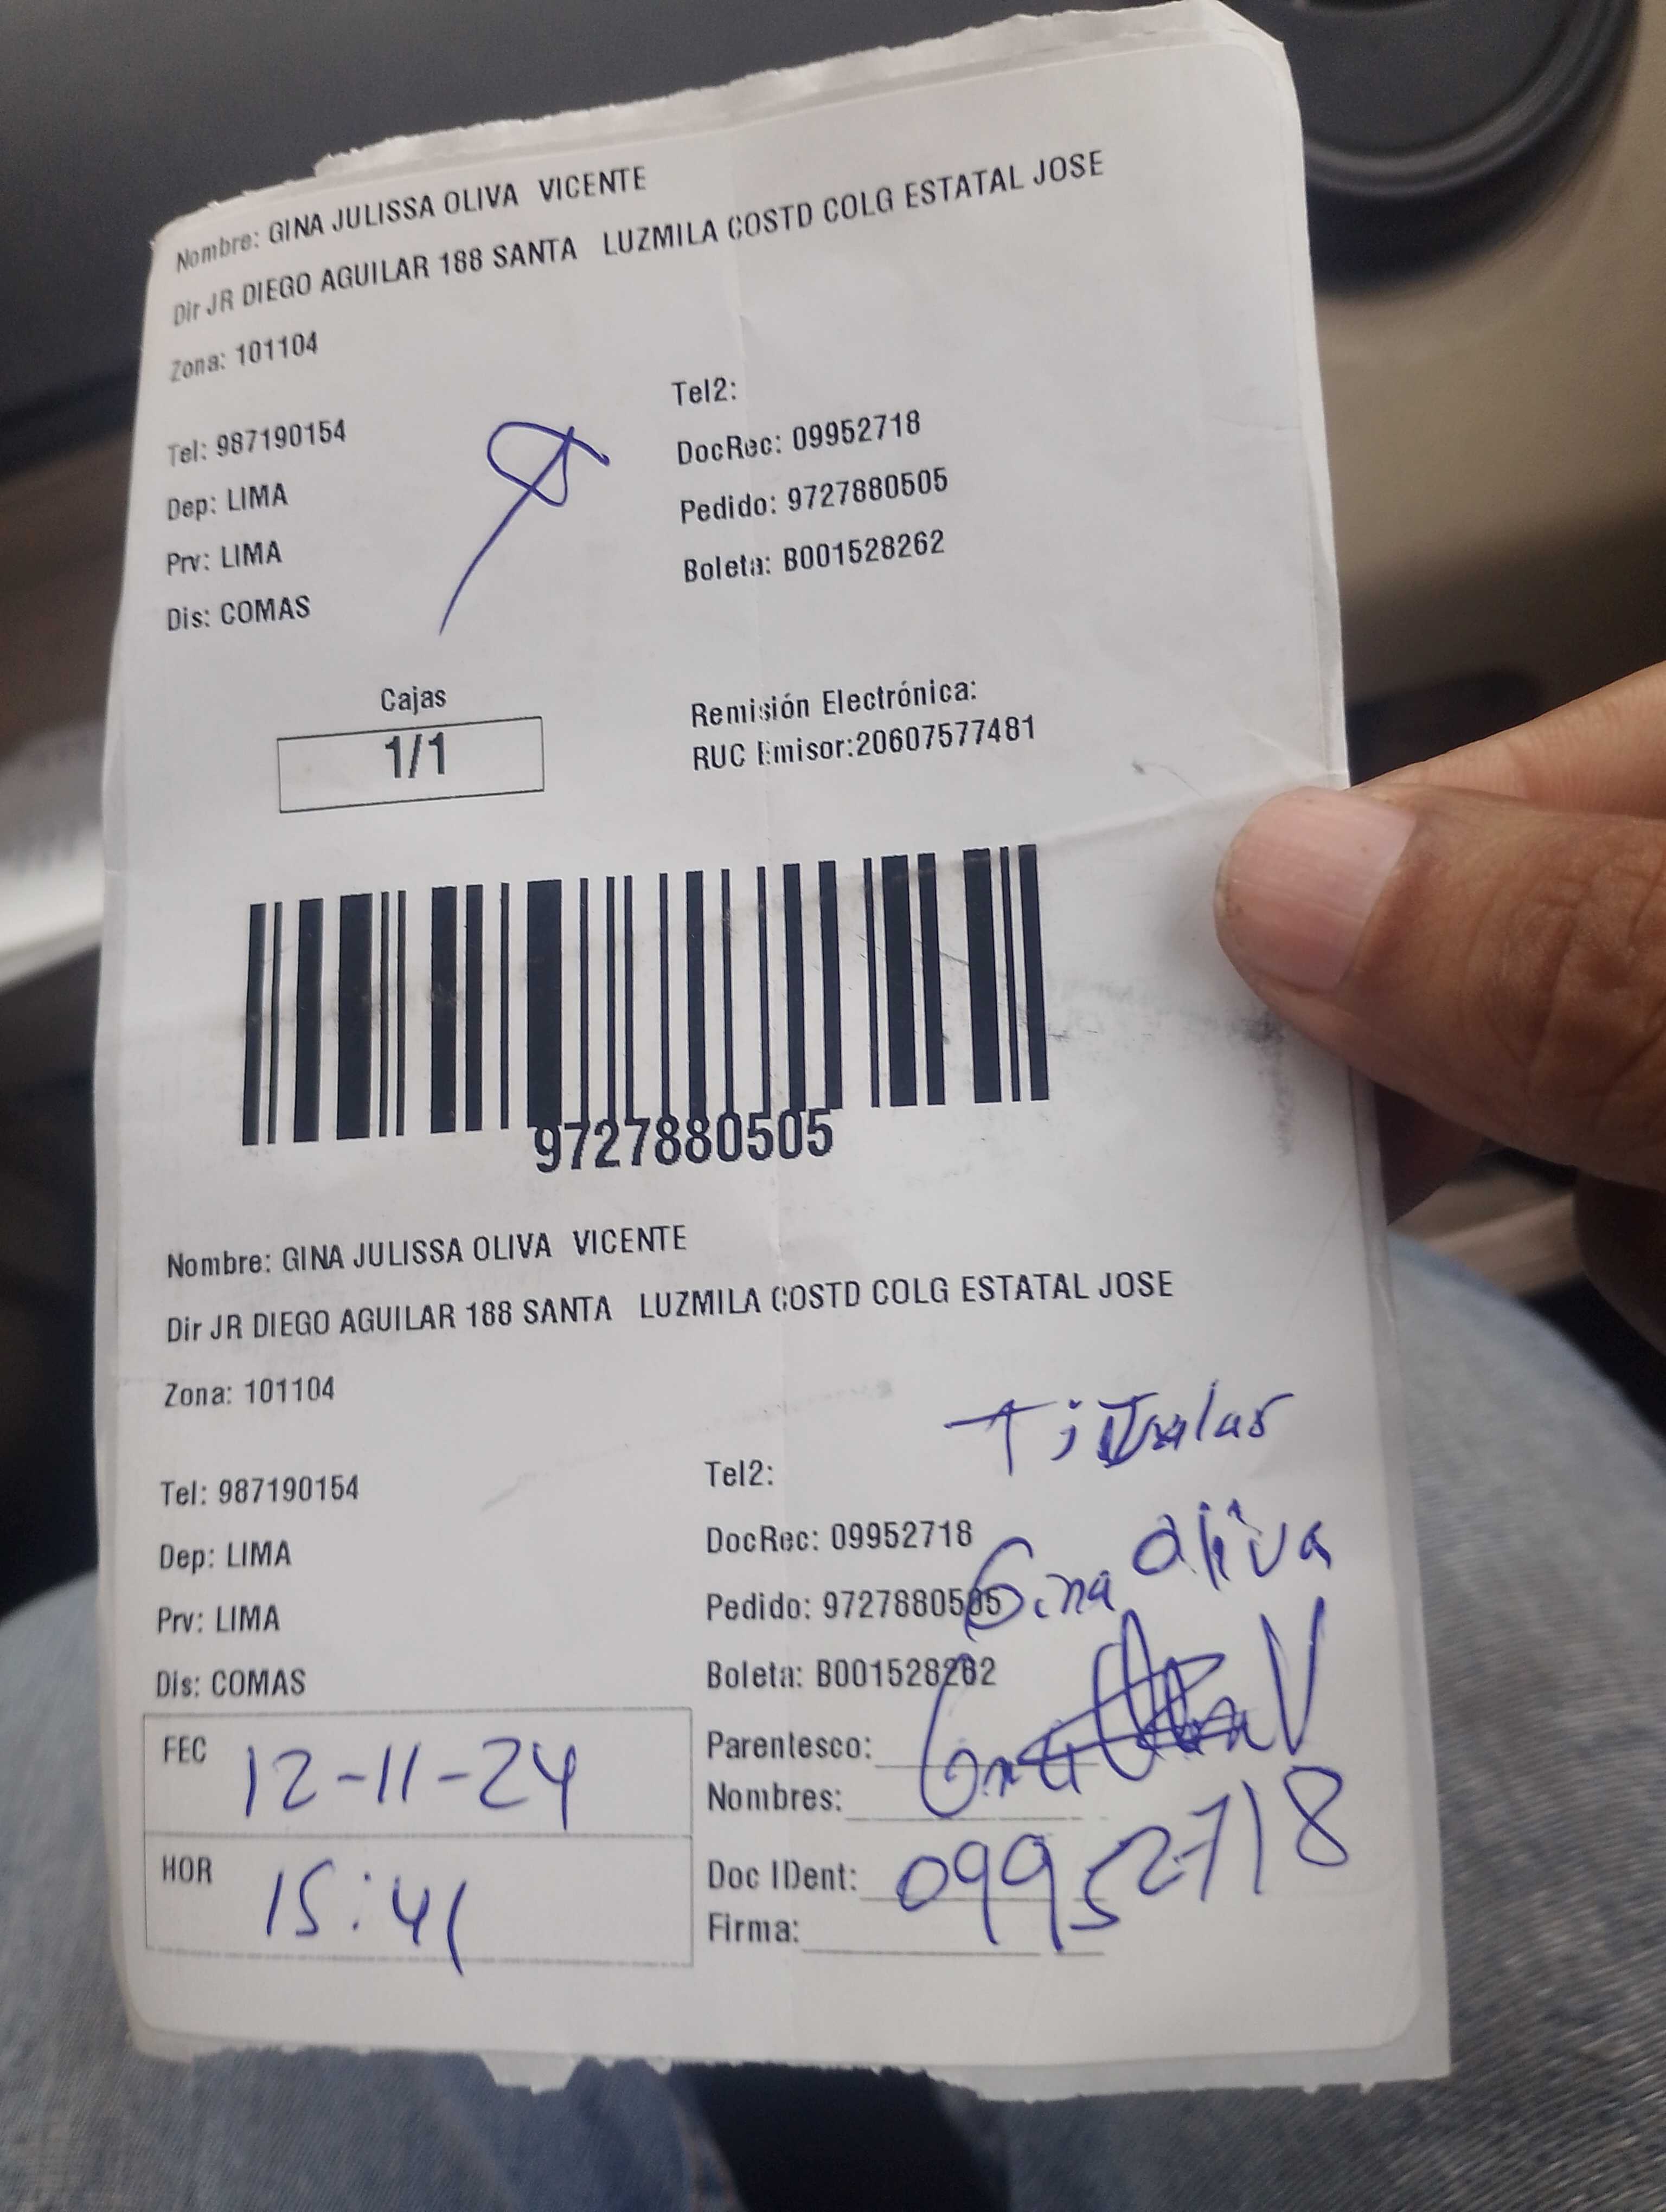 Nombre: GINA JULISSA OLIVA VICENTE
Dir JR DIEGO AGUILAR 188 SANTA LUZMILA COSTD COLG ESTATAL JOSE
Zona: 101104
Tel: 987190154
Dep: LIMA
Prv: LIMA
Dis: COMAS
Tel2:
DocRec: 09952718
Pedido: 9727880505
Boleta: B001528262
Cajas
1/1
Remisión Electrónica:
RUC Emisor:20607577481
9727880505
Nombre: GINA JULISSA OLIVA VICENTE
Dir JR DIEGO AGUILAR 188 SANTA LUZMILA COSTD COLG ESTATAL JOSE
Zona: 101104
Tel: 987190154
Dep: LIMA
Prv: LIMA
Dis: COMAS
Titular
Tel2:
DocRec: 09952718
Gina Oliva
Pedido: 9727880505
Boleta: B001528262
FEC 12-11-24
HOR 15:41
Parentesco:
Nombres:
Doc IDent: 09952718
Firma: